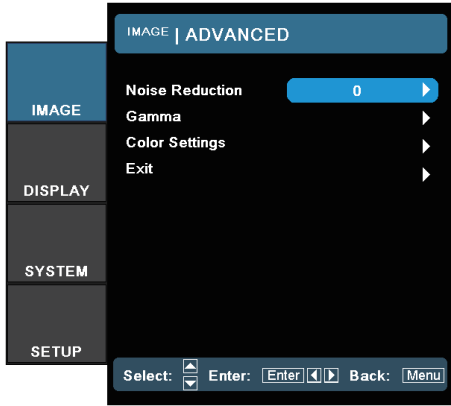 IMAGE | ADVANCED
IMAGE
DISPLAY
SYSTEM
SETUP
Noise Reduction 0
Gamma
Color Settings
Exit
Select: Enter: Enter Back: Menu